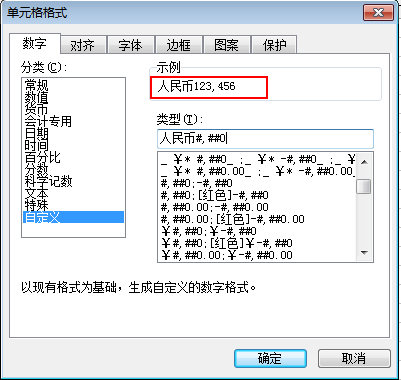 单元格格式
数字 对齐 字体 边框 图案 保护
分类(C):
常规
数值
货币
会计专用
日期
时间
百分比
分数
科学记数
文本
特殊
自定义
示例
人民币123,456
类型(T):
人民币#,##0
_ ¥* #,##0_ ;_ ¥* -#,##0_ ;_ ¥
_ ¥* #,##0.00_ ;_ ¥* -#,##0.00_
#,##0;-#,##0
#,##0;[红色]-#,##0
#,##0.00;-#,##0.00
#,##0.00;[红色]-#,##0.00
¥#,##0;¥-#,##0
¥#,##0;[红色]¥-#,##0
¥#,##0.00;¥-#,##0.00
以现有格式为基础，生成自定义的数字格式。
确定 取消